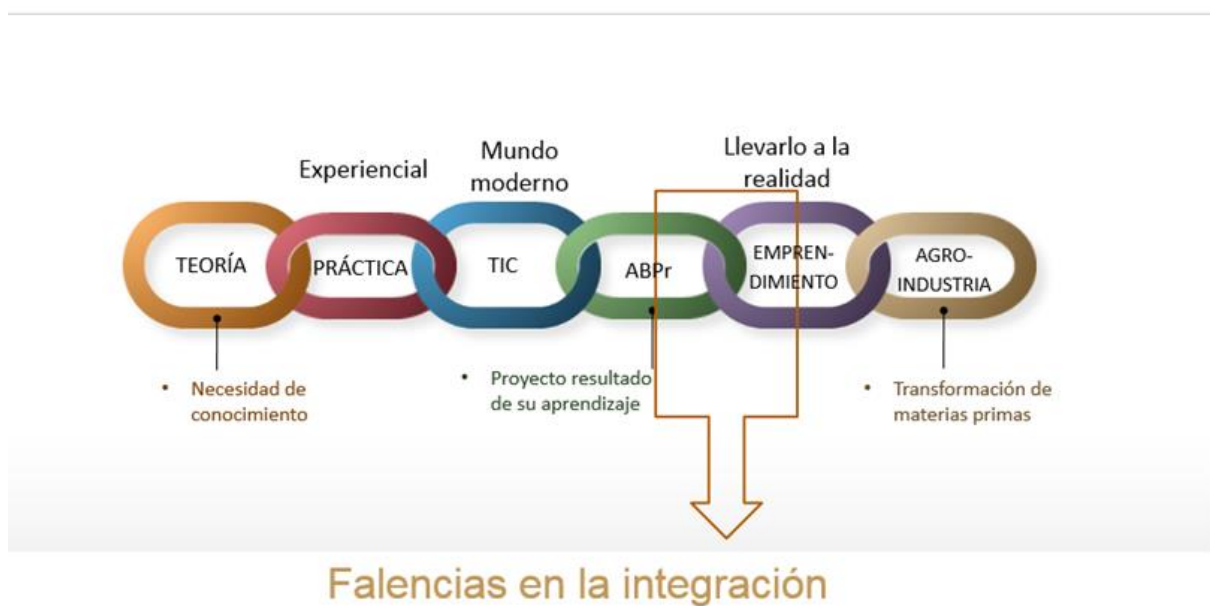 Experiencial
Mundo
moderno
Llevarlo a la
realidad
TEORÍA
PRÁCTICA
TIC
ABPr
EMPREN-
DIMIENTO
AGRO-
INDUSTRIA
• Necesidad de
conocimiento
• Proyecto resultado
de su aprendizaje
• Transformación de
materias primas
Falencias en la integración